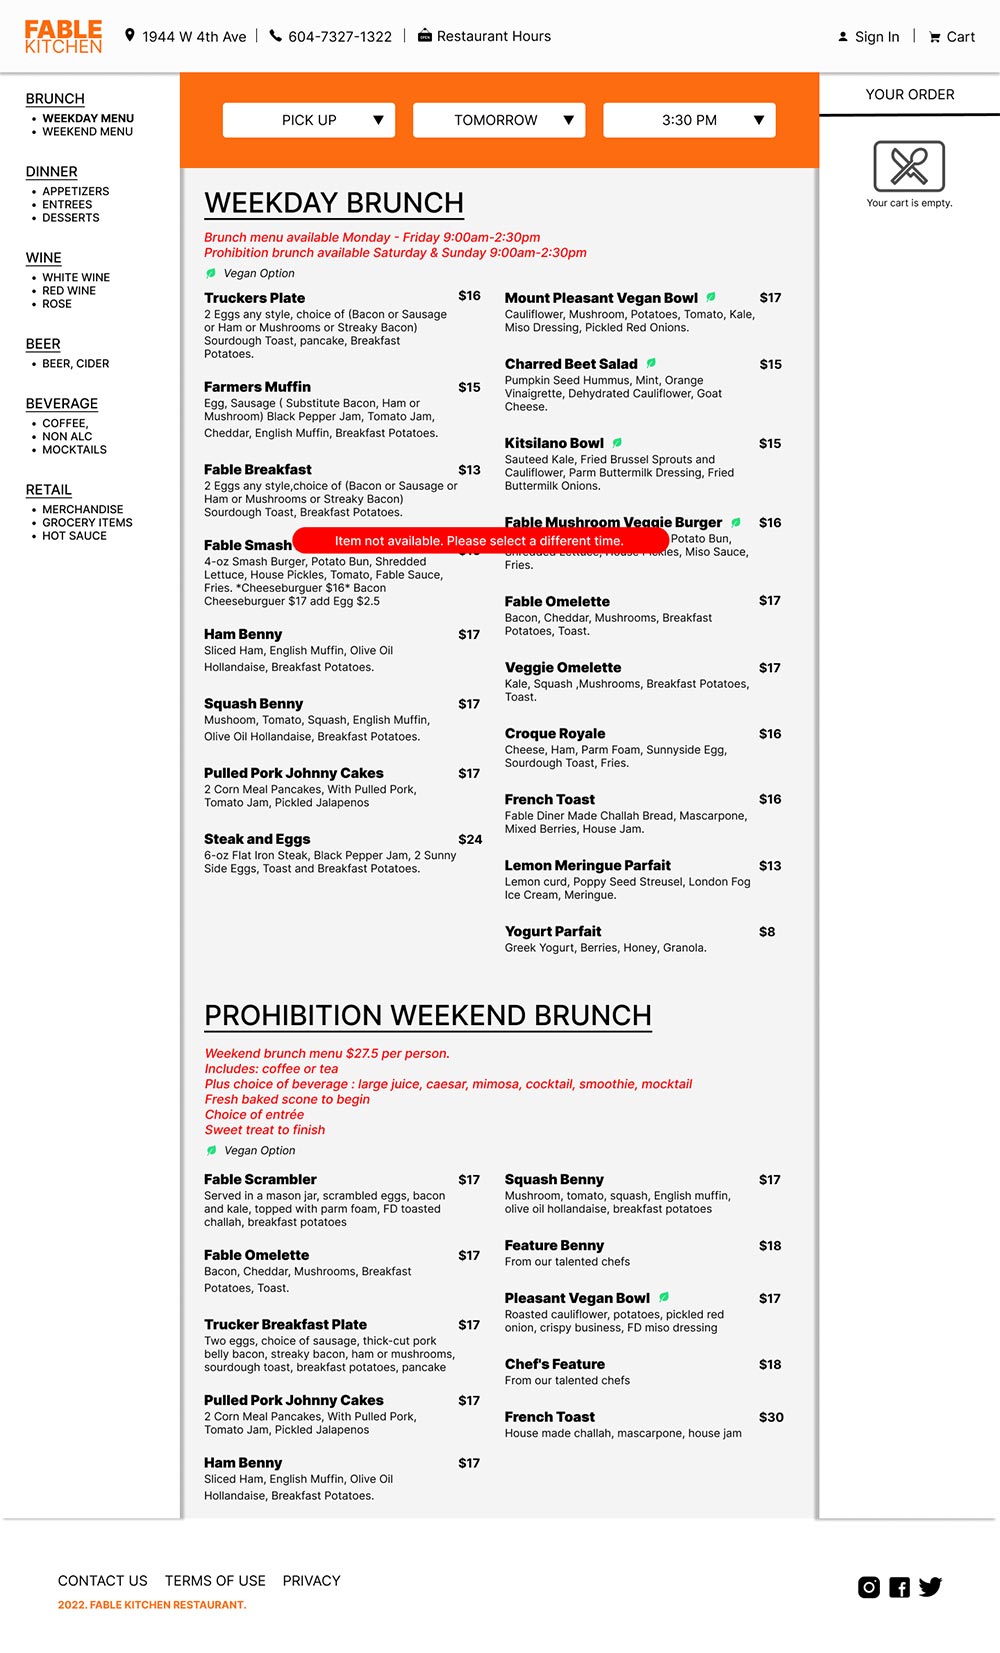 FABLE
KITCHEN
1944 W 4th Ave
604-7327-1322
OPEN
Restaurant Hours
Sign In
Cart
BRUNCH
• WEEKDAY MENU
• WEEKEND MENU
DINNER
• APPETIZERS
• ENTREES
• DESSERTS
WINE
• WHITE WINE
• RED WINE
• ROSE
BEER
• BEER, CIDER
BEVERAGE
• COFFEE,
• NON ALC
• MOCKTAILS
RETAIL
• MERCHANDISE
• GROCERY ITEMS
• HOT SAUCE
PICK UP ▼
TOMORROW ▼
3:30 PM ▼
YOUR ORDER
Your cart is empty.
WEEKDAY BRUNCH
Brunch menu available Monday - Friday 9:00am-2:30pm
Prohibition brunch available Saturday & Sunday 9:00am-2:30pm
Vegan Option
Truckers Plate $16
2 Eggs any style, choice of (Bacon or Sausage
or Ham or Mushrooms or Streaky Bacon)
Sourdough Toast, pancake, Breakfast
Potatoes.
Farmers Muffin $15
Egg, Sausage ( Substitute Bacon, Ham or
Mushroom) Black Pepper Jam, Tomato Jam,
Cheddar, English Muffin, Breakfast Potatoes.
Fable Breakfast $13
2 Eggs any style,choice of (Bacon or Sausage or
Ham or Mushrooms or Streaky Bacon)
Sourdough Toast, Breakfast Potatoes.
Item not available. Please select a different time.
Fable Smash
4-oz Smash Burger, Potato Bun, Shredded
Lettuce, House Pickles, Tomato, Fable Sauce,
Fries. *Cheeseburguer $16* Bacon
Cheeseburguer $17 add Egg $2.5
Ham Benny $17
Sliced Ham, English Muffin, Olive Oil
Hollandaise, Breakfast Potatoes.
Squash Benny $17
Mushoom, Tomato, Squash, English Muffin,
Olive Oil Hollandaise, Breakfast Potatoes.
Pulled Pork Johnny Cakes $17
2 Corn Meal Pancakes, With Pulled Pork,
Tomato Jam, Pickled Jalapenos
Steak and Eggs $24
6-oz Flat Iron Steak, Black Pepper Jam, 2 Sunny
Side Eggs, Toast and Breakfast Potatoes.
Mount Pleasant Vegan Bowl $17
Cauliflower, Mushroom, Potatoes, Tomato, Kale,
Miso Dressing, Pickled Red Onions.
Charred Beet Salad $15
Pumpkin Seed Hummus, Mint, Orange
Vinaigrette, Dehydrated Cauliflower, Goat
Cheese.
Kitsilano Bowl $15
Sauteed Kale, Fried Brussel Sprouts and
Cauliflower, Parm Buttermilk Dressing, Fried
Buttermilk Onions.
Fable Mushroom Veggie Burger $16
Potato Bun,
Shredded Lettuce, House Pickles, Miso Sauce,
Fries.
Fable Omelette $17
Bacon, Cheddar, Mushrooms, Breakfast
Potatoes, Toast.
Veggie Omelette $17
Kale, Squash ,Mushrooms, Breakfast Potatoes,
Toast.
Croque Royale $16
Cheese, Ham, Parm Foam, Sunnyside Egg,
Sourdough Toast, Fries.
French Toast $16
Fable Diner Made Challah Bread, Mascarpone,
Mixed Berries, House Jam.
Lemon Meringue Parfait $13
Lemon curd, Poppy Seed Streusel, London Fog
Ice Cream, Meringue.
Yogurt Parfait $8
Greek Yogurt, Berries, Honey, Granola.
PROHIBITION WEEKEND BRUNCH
Weekend brunch menu $27.5 per person.
Includes: coffee or tea
Plus choice of beverage : large juice, caesar, mimosa, cocktail, smoothie, mocktail
Fresh baked scone to begin
Choice of entrée
Sweet treat to finish
Vegan Option
Fable Scrambler $17
Served in a mason jar, scrambled eggs, bacon
and kale, topped with parm foam, FD toasted
challah, breakfast potatoes
Fable Omelette $17
Bacon, Cheddar, Mushrooms, Breakfast
Potatoes, Toast.
Trucker Breakfast Plate $17
Two eggs, choice of sausage, thick-cut pork
belly bacon, streaky bacon, ham or mushrooms,
sourdough toast, breakfast potatoes, pancake
Pulled Pork Johnny Cakes $17
2 Corn Meal Pancakes, With Pulled Pork,
Tomato Jam, Pickled Jalapenos
Ham Benny $17
Sliced Ham, English Muffin, Olive Oil
Hollandaise, Breakfast Potatoes.
Squash Benny $17
Mushroom, tomato, squash, English muffin,
olive oil hollandaise, breakfast potatoes
Feature Benny $18
From our talented chefs
Pleasant Vegan Bowl $17
Roasted cauliflower, potatoes, pickled red
onion, crispy business, FD miso dressing
Chef's Feature $18
From our talented chefs
French Toast $30
House made challah, mascarpone, house jam
CONTACT US TERMS OF USE PRIVACY
2022. FABLE KITCHEN RESTAURANT.